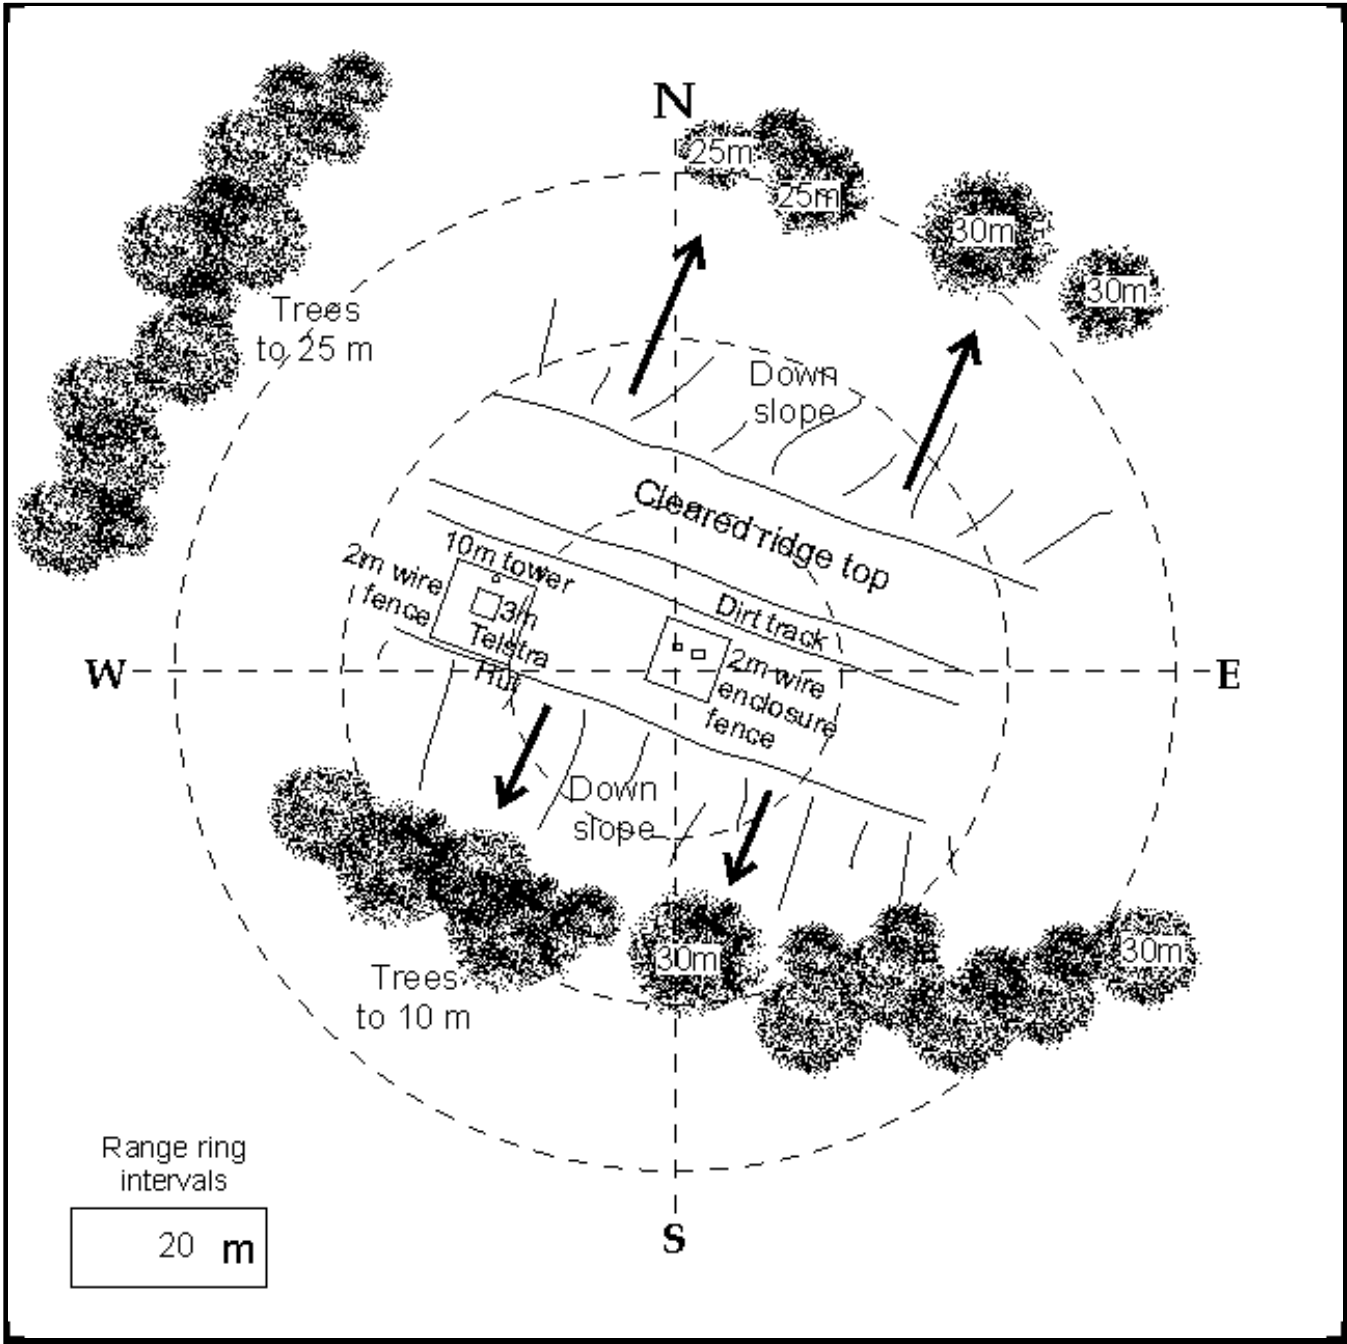 N
25m
25m
30m
30m
Trees
to 25 m
Down
slope
Cleared ridge top
10m tower
2m wire
fence
3m
Telstra
Hut
Dirt track
2m wire
enclosure
fence
W
E
Down
slope
30m
30m
Trees
to 10 m
Range ring
intervals
20 m
S